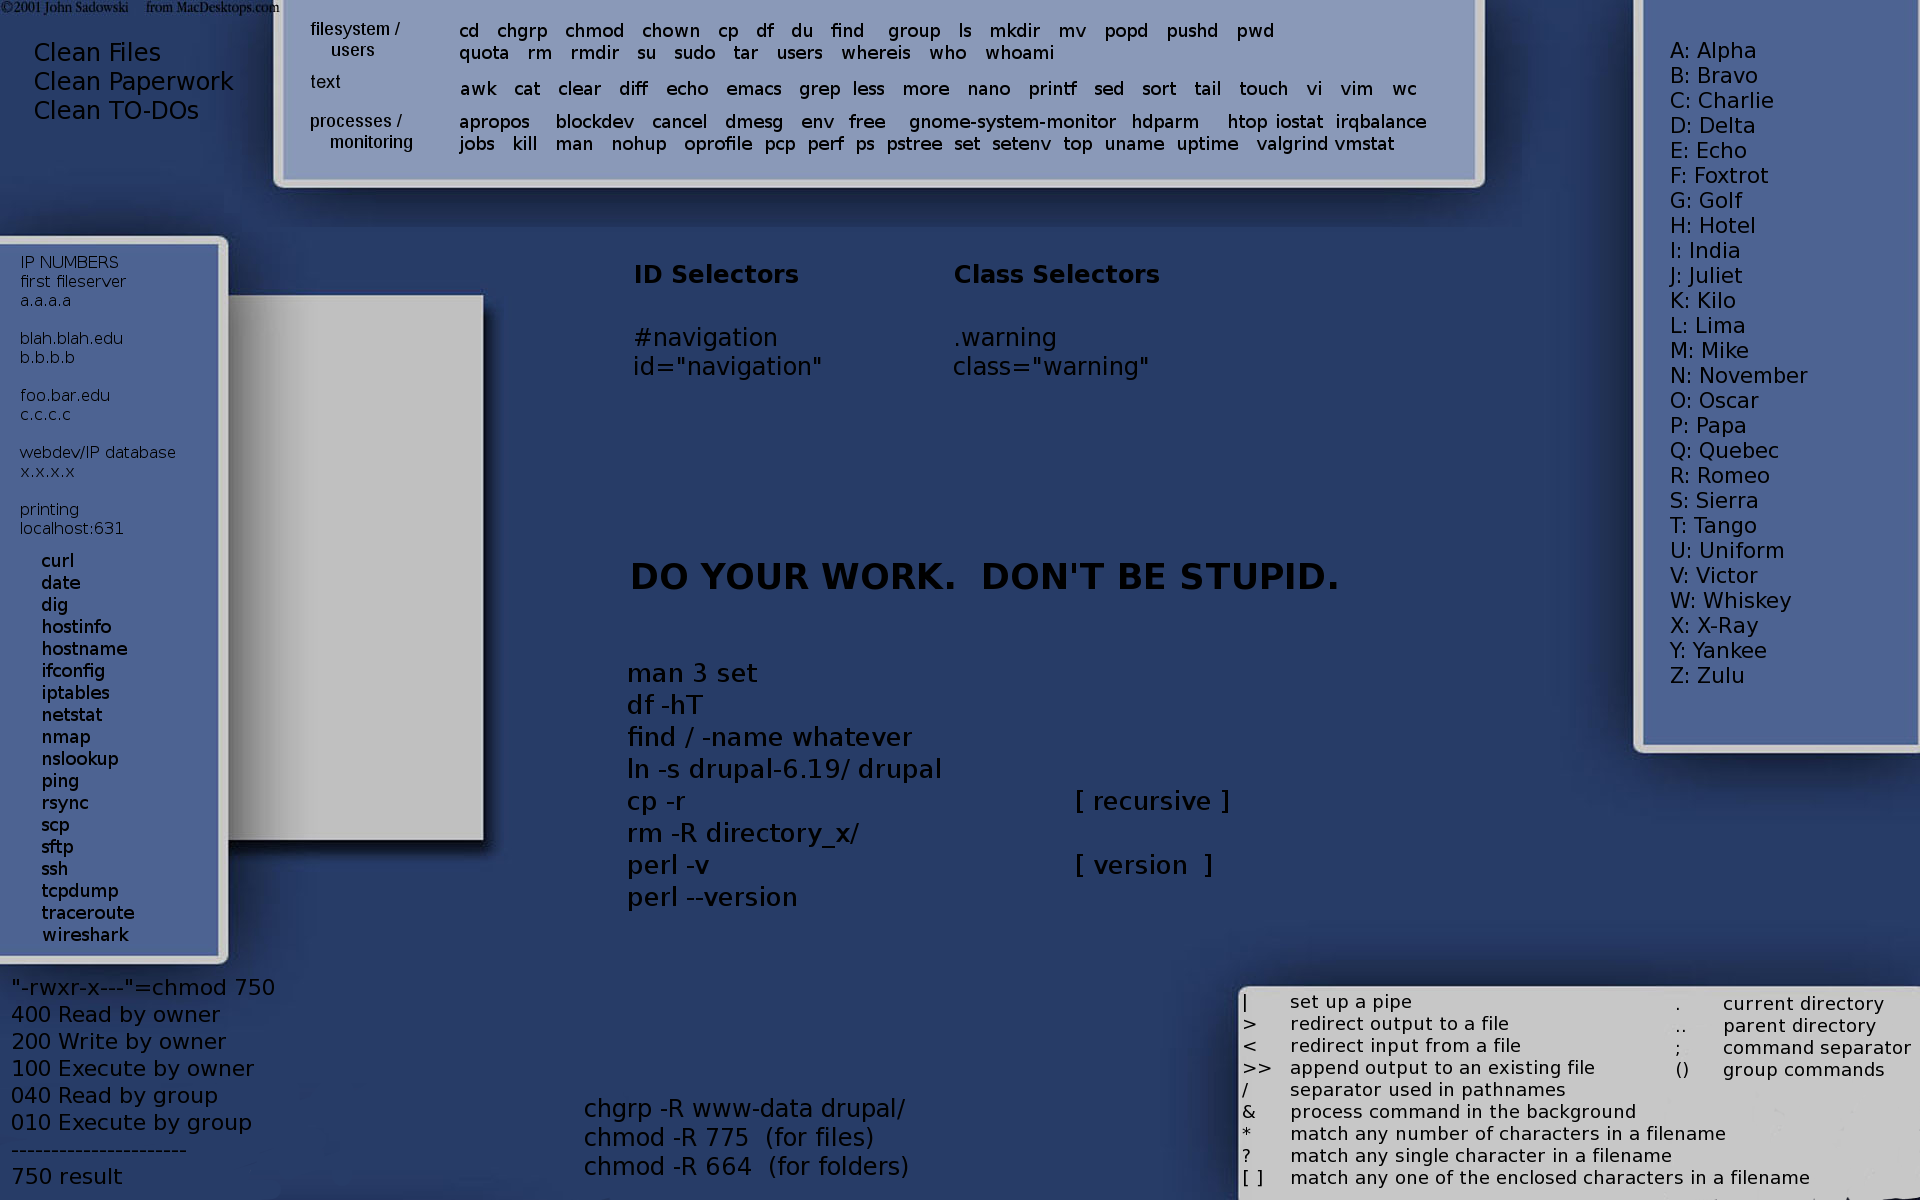 ©2001 John Sadowski from MacDesktops.com
Clean Files
Clean Paperwork
Clean TO-DOs
filesystem / users
cd chgrp chmod chown cp df du find group ls mkdir mv popd pushd pwd
quota rm rmdir su sudo tar users whereis who whoami
text
awk cat clear diff echo emacs grep less more nano printf sed sort tail touch vi vim wc
processes / monitoring
apropos blockdev cancel dmesg env free gnome-system-monitor hdparm htop iostat irqbalance
jobs kill man nohup oprofile pcp perf ps pstree set setenv top uname uptime valgrind vmstat
A: Alpha
B: Bravo
C: Charlie
D: Delta
E: Echo
F: Foxtrot
G: Golf
H: Hotel
I: India
J: Juliet
K: Kilo
L: Lima
M: Mike
N: November
O: Oscar
P: Papa
Q: Quebec
R: Romeo
S: Sierra
T: Tango
U: Uniform
V: Victor
W: Whiskey
X: X-Ray
Y: Yankee
Z: Zulu
IP NUMBERS
first fileserver
a.a.a.a
blah.blah.edu
b.b.b.b
foo.bar.edu
c.c.c.c
webdev/IP database
x.x.x.x
printing
localhost:631
curl
date
dig
hostinfo
hostname
ifconfig
iptables
netstat
nmap
nslookup
ping
rsync
scp
sftp
ssh
tcpdump
traceroute
wireshark
ID Selectors
#navigation
id="navigation"
Class Selectors
.warning
class="warning"
DO YOUR WORK. DON'T BE STUPID.
man 3 set
df -hT
find / -name whatever
ln -s drupal-6.19/ drupal
cp -r [ recursive ]
rm -R directory_x/
perl -v [ version ]
perl --version
"-rwxr-x---"=chmod 750
400 Read by owner
200 Write by owner
100 Execute by owner
040 Read by group
010 Execute by group
----------------------
750 result
chgrp -R www-data drupal/
chmod -R 775 (for files)
chmod -R 664 (for folders)
| set up a pipe
> redirect output to a file
< redirect input from a file
>> append output to an existing file
/ separator used in pathnames
& process command in the background
* match any number of characters in a filename
? match any single character in a filename
[ ] match any one of the enclosed characters in a filename
. current directory
.. parent directory
; command separator
() group commands